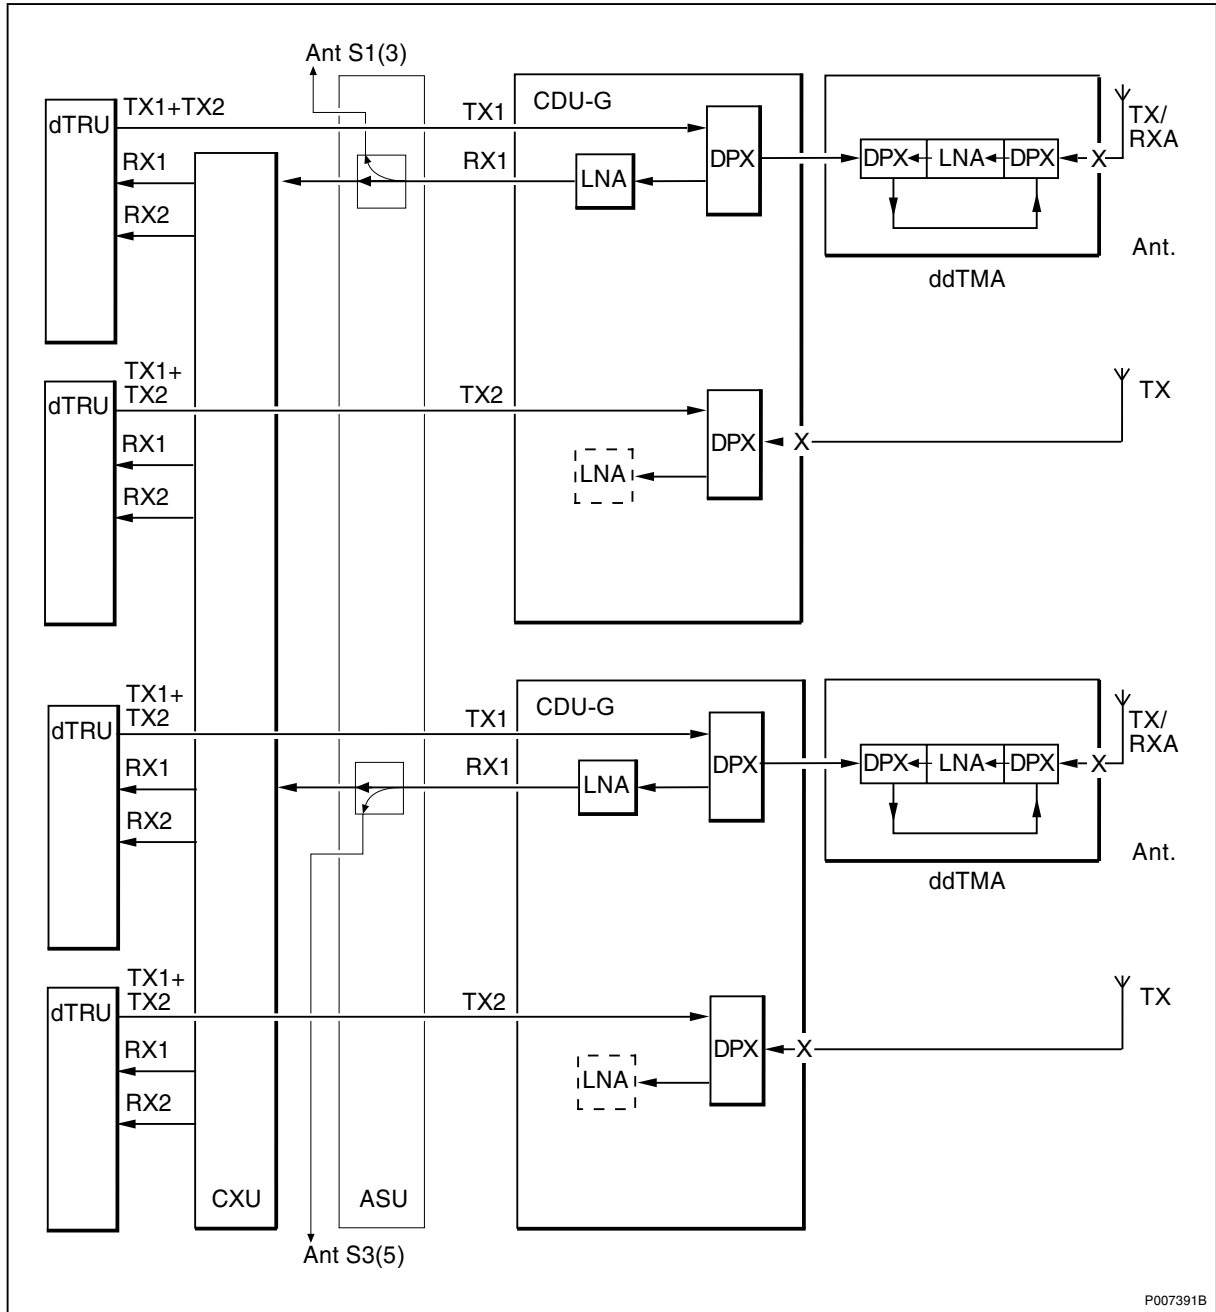 Ant S1(3)
dTRU
TX1+TX2
RX1
RX2
TX1
RX1
CDU-G
LNA
DPX
DPX
LNA
DPX
X
TX/
RXA
Ant.
ddTMA
dTRU
TX1+
TX2
RX1
RX2
TX2
LNA
DPX
X
TX
dTRU
TX1+
TX2
RX1
RX2
TX1
RX1
CDU-G
LNA
DPX
DPX
LNA
DPX
X
TX/
RXA
Ant.
ddTMA
dTRU
TX1+
TX2
RX1
RX2
TX2
LNA
DPX
X
TX
CXU
ASU
Ant S3(5)
P007391B